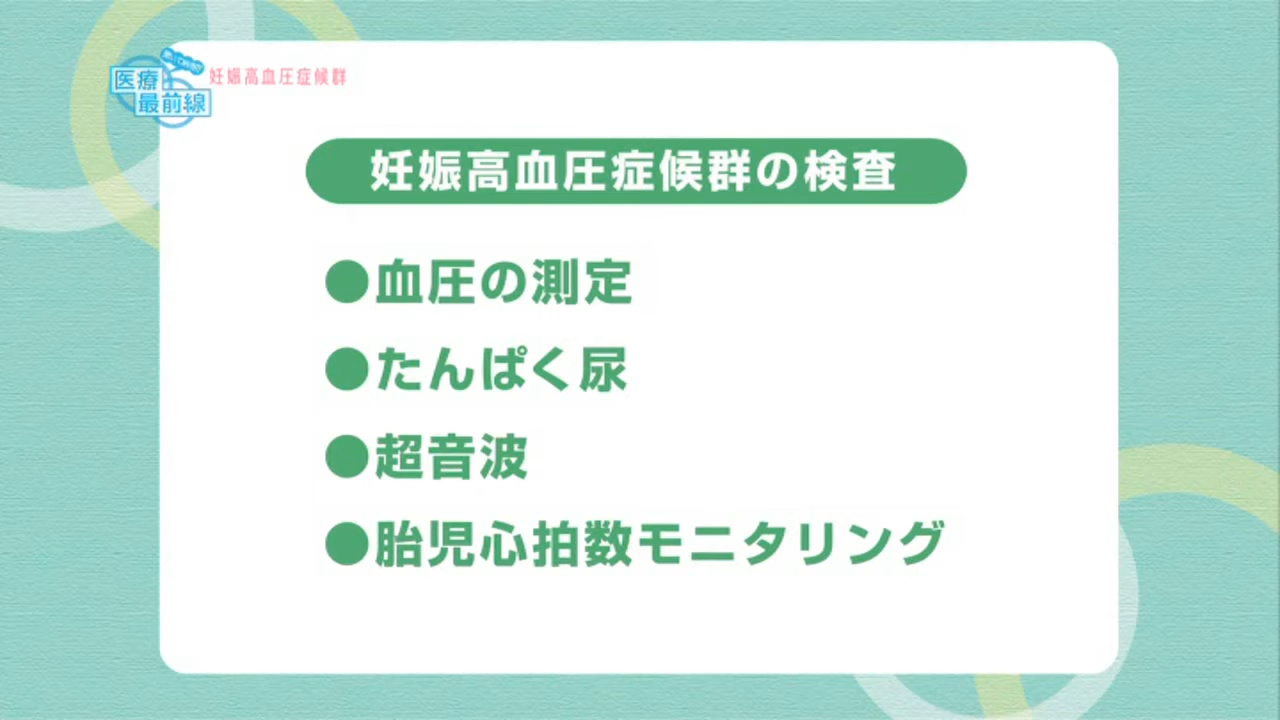 医療
最前線
妊娠高血圧症候群
妊娠高血圧症候群の検査
●血圧の測定
●たんぱく尿
●超音波
●胎児心拍数モニタリング